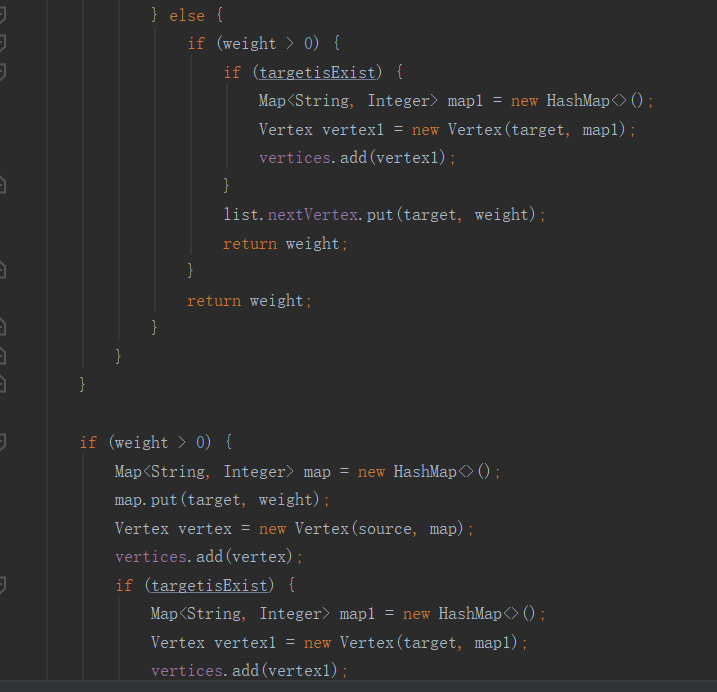 } else {
if (weight > 0) {
if (targetisExist) {
Map<String, Integer> map1 = new HashMap<>();
Vertex vertex1 = new Vertex(target, map1);
vertices.add(vertex1);
}
list.nextVertex.put(target, weight);
return weight;
}
return weight;
}
}
}
if (weight > 0) {
Map<String, Integer> map = new HashMap<>();
map.put(target, weight);
Vertex vertex = new Vertex(source, map);
vertices.add(vertex);
if (targetisExist) {
Map<String, Integer> map1 = new HashMap<>();
Vertex vertex1 = new Vertex(target, map1);
vertices.add(vertex1);